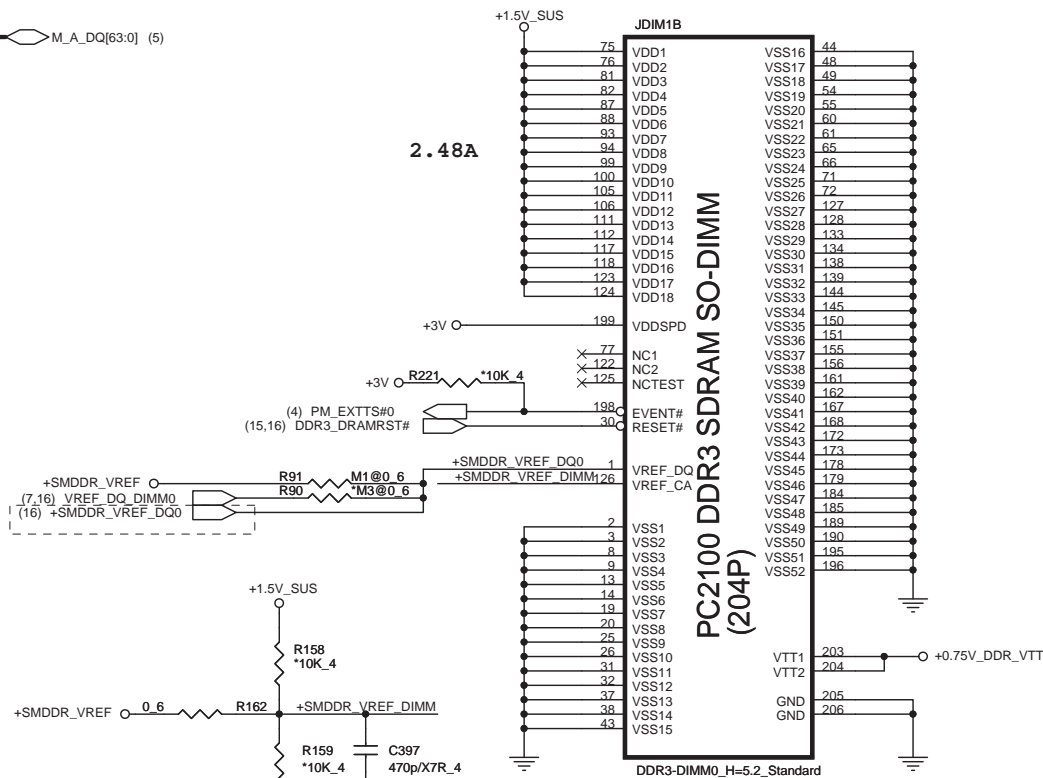 +1.5V_SUS
JDIM1B
M_A_DQ[63:0] (5)
75 VDD1 VSS16 44
76 VDD2 VSS17 48
81 VDD3 VSS18 49
82 VDD4 VSS19 54
87 VDD5 VSS20 55
88 VDD6 VSS21 60
93 VDD7 VSS22 61
94 VDD8 VSS23 65
99 VDD9 VSS24 66
100 VDD10 VSS25 71
105 VDD11 VSS26 72
106 VDD12 VSS27 127
111 VDD13 VSS28 128
112 VDD14 VSS29 133
117 VDD15 VSS30 134
118 VDD16 VSS31 138
123 VDD17 VSS32 139
124 VDD18 VSS33 144
2.48A
VSS34 145
+3V 199 VDDSPD VSS35 150
VSS36 151
77 NC1 VSS37 155
122 NC2 VSS38 156
125 NCTEST VSS39 161
+3V R221 *10K_4
VSS40 162
(4) PM_EXTTS#0 198 EVENT# VSS41 167
(15,16) DDR3_DRAMRST# 30 RESET# VSS42 168
VSS43 172
VSS44 173
+SMDDR_VREF_DQ0 1 VREF_DQ VSS45 178
+SMDDR_VREF_DIMM 126 VREF_CA VSS46 179
+SMDDR_VREF R91 M1@0_6
(7,16) VREF_DQ_DIMM0 R90 *M3@0_6
(16) +SMDDR_VREF_DQ0
VSS47 184
VSS48 185
2 VSS1 VSS49 189
3 VSS2 VSS50 190
8 VSS3 VSS51 195
9 VSS4 VSS52 196
13 VSS5
14 VSS6
19 VSS7
20 VSS8
25 VSS9
26 VSS10 VTT1 203
31 VSS11 VTT2 204
+0.75V_DDR_VTT
32 VSS12
37 VSS13 GND 205
38 VSS14 GND 206
43 VSS15
PC2100 DDR3 SDRAM SO-DIMM
(204P)
DDR3-DIMM0_H=5.2_Standard
+1.5V_SUS
R158
*10K_4
+SMDDR_VREF 0_6 R162 +SMDDR_VREF_DIMM
R159
*10K_4
C397
470p/X7R_4